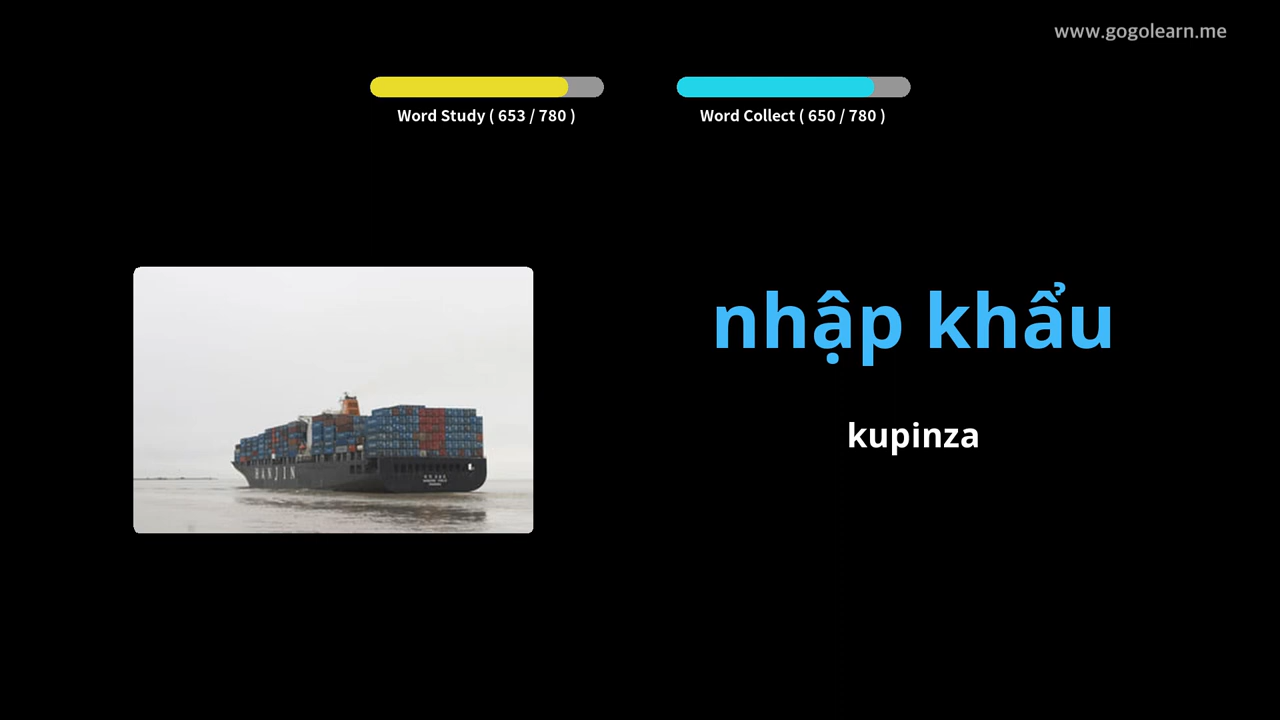 www.gogolearn.me
Word Study ( 653 / 780 )
Word Collect ( 650 / 780 )
nhập khẩu
kupinza
HANJIN